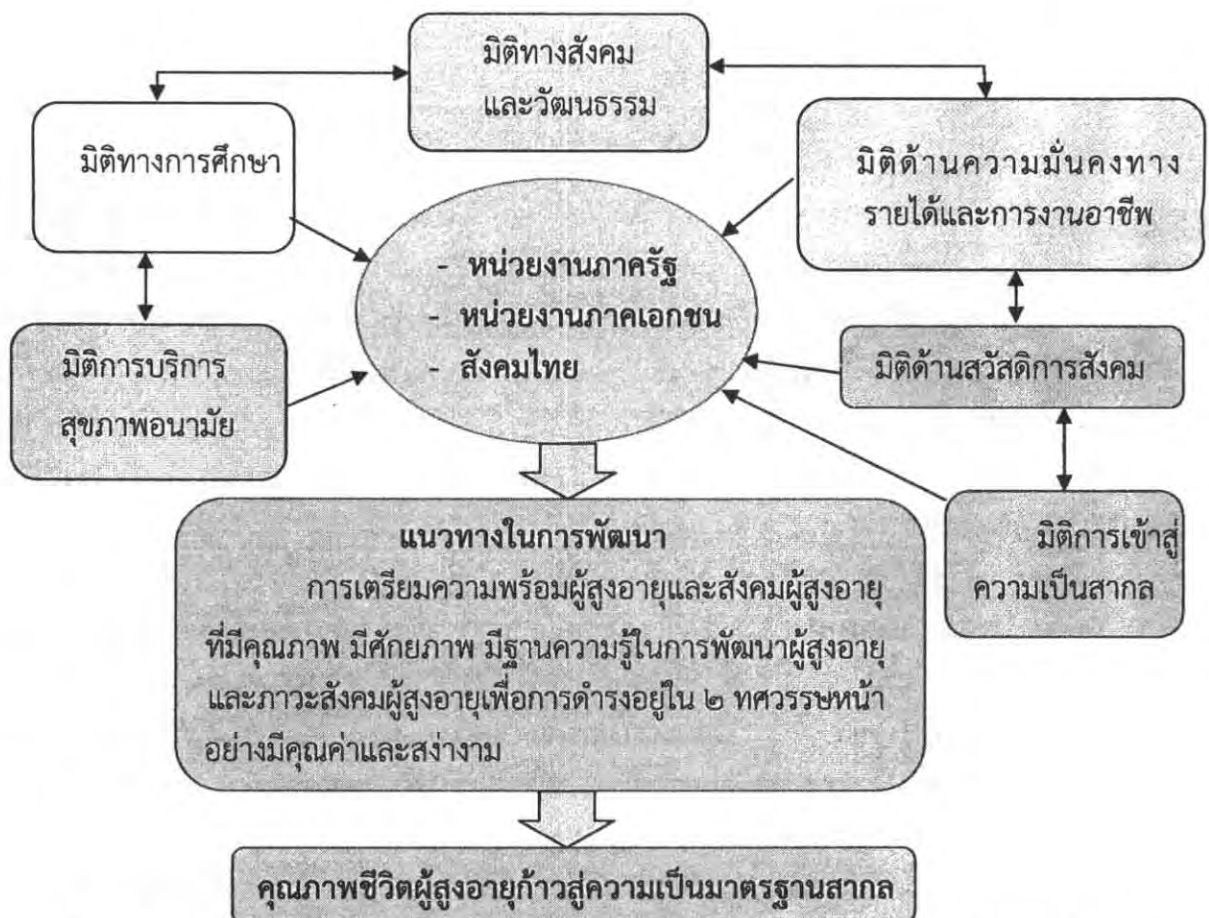 มิติทางสังคม
และวัฒนธรรม
มิติทางการศึกษา
มิติด้านความมั่นคงทาง
รายได้และการงานอาชีพ
- หน่วยงานภาครัฐ
- หน่วยงานภาคเอกชน
- สังคมไทย
มิติการบริการ
สุขภาพอนามัย
มิติด้านสวัสดิการสังคม
มิติการเข้าสู่
ความเป็นสากล
แนวทางในการพัฒนา
การเตรียมความพร้อมผู้สูงอายุและสังคมผู้สูงอายุ
ที่มีคุณภาพ มีศักยภาพ มีฐานความรู้ในการพัฒนาผู้สูงอายุ
และภาวะสังคมผู้สูงอายุเพื่อการดำรงอยู่ใน ๒ ทศวรรษหน้า
อย่างมีคุณค่าและสง่างาม
คุณภาพชีวิตผู้สูงอายุก้าวสู่ความเป็นมาตรฐานสากล